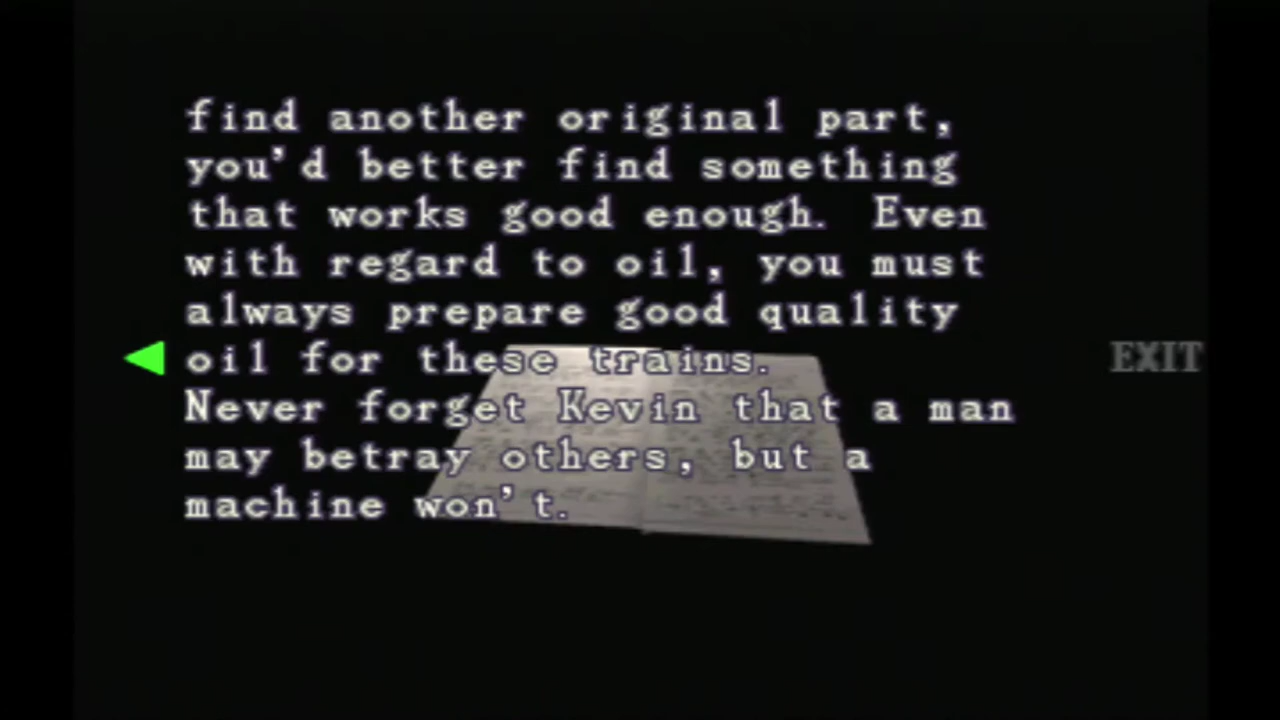 find another original part,
you'd better find something
that works good enough. Even
with regard to oil, you must
always prepare good quality
oil for these trains.
EXIT
Never forget Kevin that a man
may betray others, but a
machine won't.